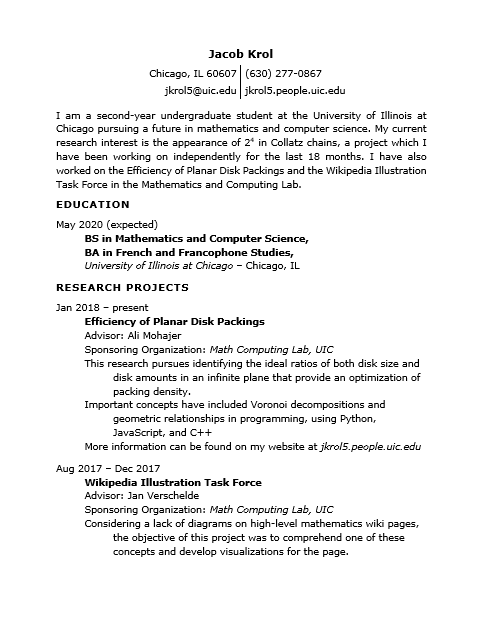 Jacob Krol
Chicago, IL 60607 (630) 277-0867
jkrol5@uic.edu jkrol5.people.uic.edu
I am a second-year undergraduate student at the University of Illinois at
Chicago pursuing a future in mathematics and computer science. My current
research interest is the appearance of 2⁴ in Collatz chains, a project which I
have been working on independently for the last 18 months. I have also
worked on the Efficiency of Planar Disk Packings and the Wikipedia Illustration
Task Force in the Mathematics and Computing Lab.
EDUCATION
May 2020 (expected)
BS in Mathematics and Computer Science,
BA in French and Francophone Studies,
University of Illinois at Chicago – Chicago, IL
RESEARCH PROJECTS
Jan 2018 – present
Efficiency of Planar Disk Packings
Advisor: Ali Mohajer
Sponsoring Organization: Math Computing Lab, UIC
This research pursues identifying the ideal ratios of both disk size and
disk amounts in an infinite plane that provide an optimization of
packing density.
Important concepts have included Voronoi decompositions and
geometric relationships in programming, using Python,
JavaScript, and C++
More information can be found on my website at jkrol5.people.uic.edu
Aug 2017 – Dec 2017
Wikipedia Illustration Task Force
Advisor: Jan Verschelde
Sponsoring Organization: Math Computing Lab, UIC
Considering a lack of diagrams on high-level mathematics wiki pages,
the objective of this project was to comprehend one of these
concepts and develop visualizations for the page.